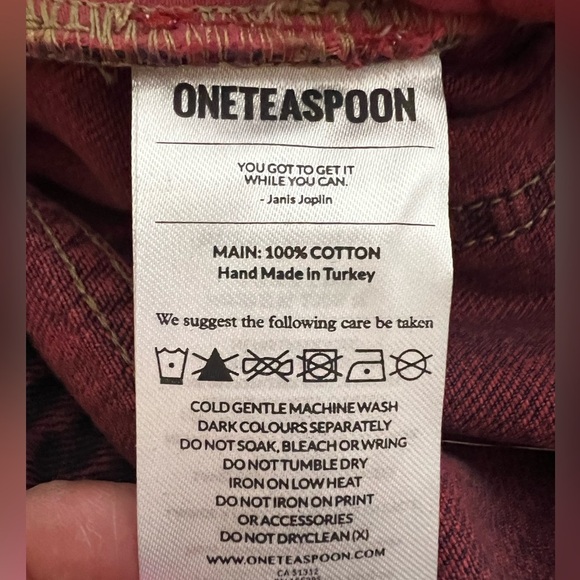 ONETEASPOON
YOU GOT TO GET IT
WHILE YOU CAN.
- Janis Joplin
MAIN: 100% COTTON
Hand Made in Turkey
We suggest the following care be taken
COLD GENTLE MACHINE WASH
DARK COLOURS SEPARATELY
DO NOT SOAK, BLEACH OR WRING
DO NOT TUMBLE DRY
IRON ON LOW HEAT
DO NOT IRON ON PRINT
OR ACCESSORIES
DO NOT DRYCLEAN (X)
WWW.ONETEASPOON.COM
CA 51312